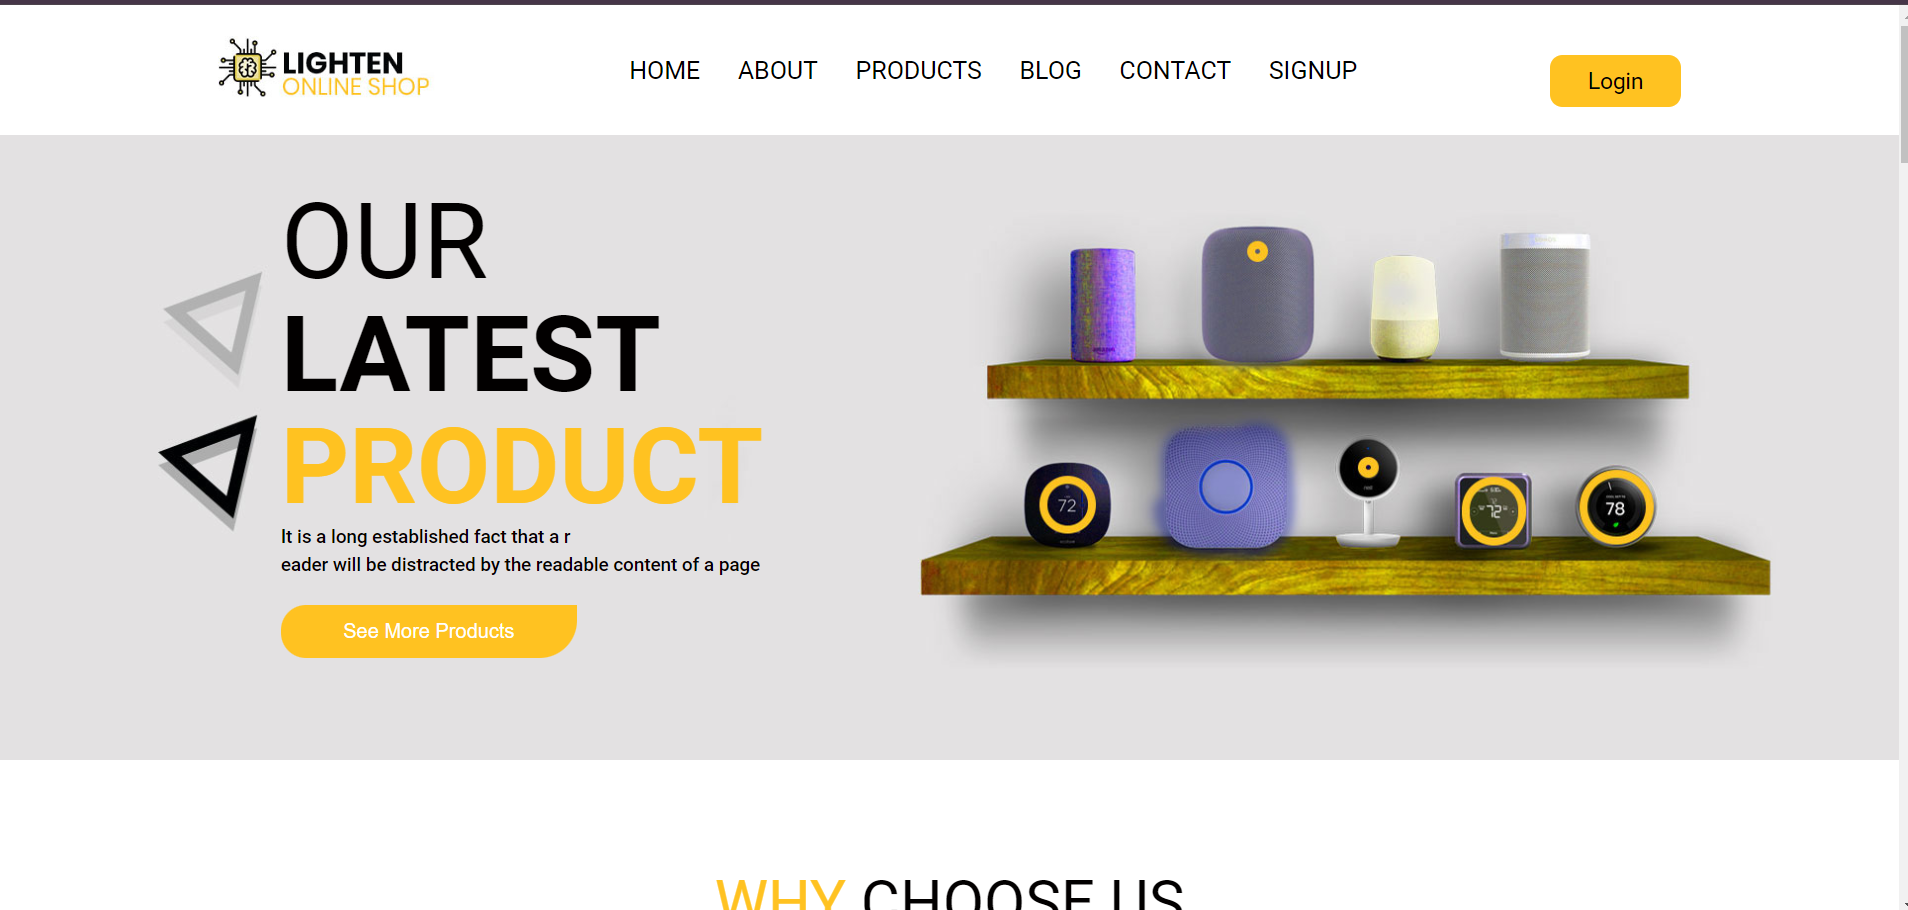 LIGHTEN
ONLINE SHOP
HOME ABOUT PRODUCTS BLOG CONTACT SIGNUP
Login
OUR
LATEST
PRODUCT
It is a long established fact that a r
eader will be distracted by the readable content of a page
See More Products
72
nest
72
78
WHY CHOOSE US